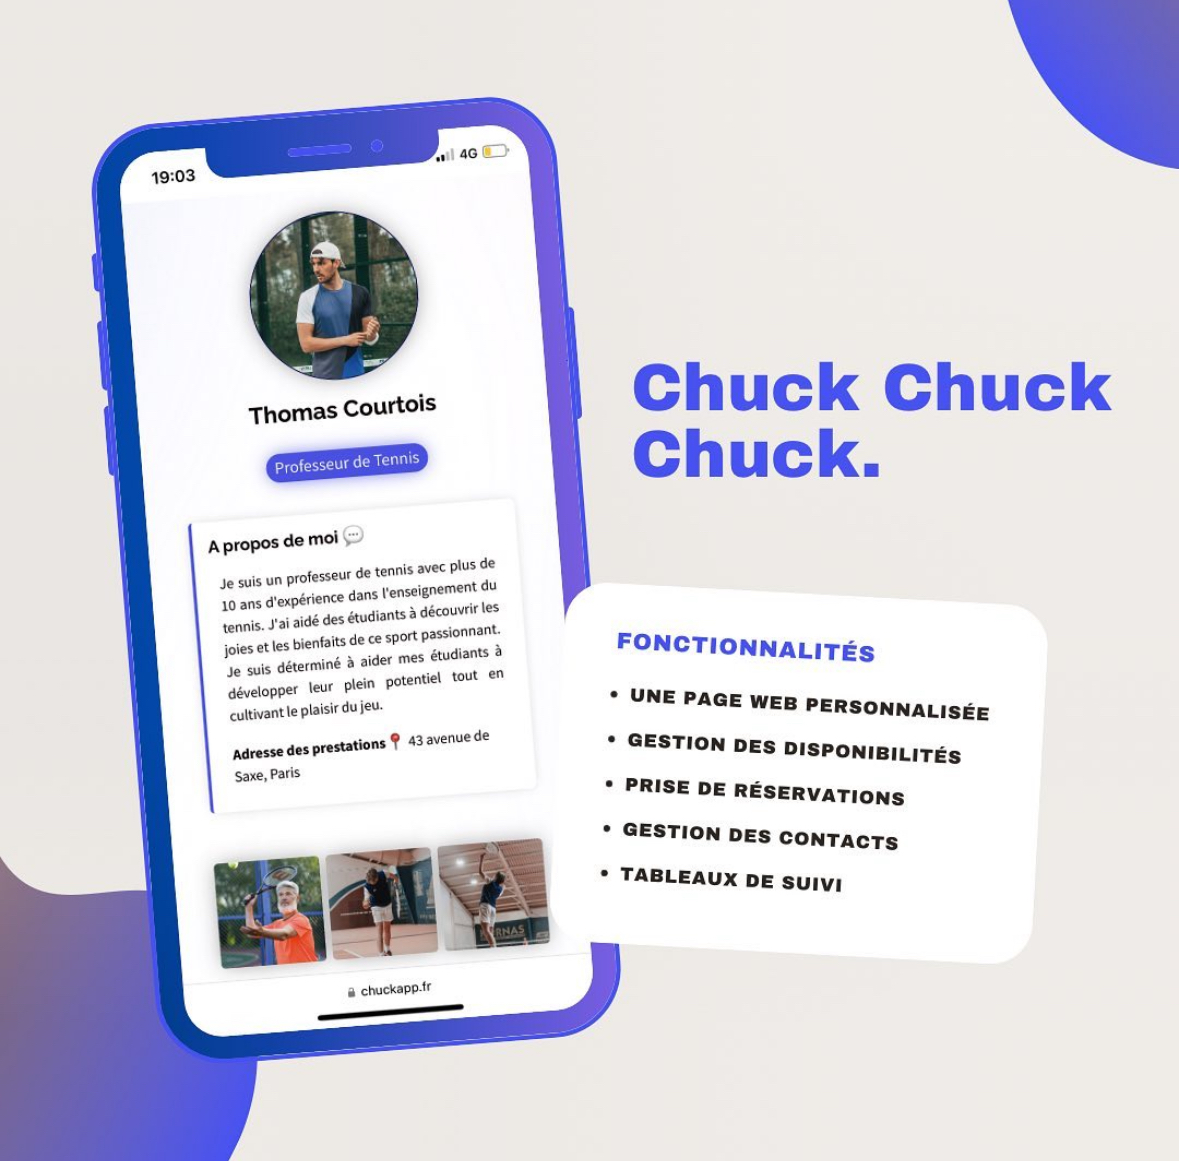 19:03
4G
Thomas Courtois
Professeur de Tennis
A propos de moi 💬
Je suis un professeur de tennis avec plus de
10 ans d'expérience dans l'enseignement du
tennis. J'ai aidé des étudiants à découvrir les
joies et les bienfaits de ce sport passionnant.
Je suis déterminé à aider mes étudiants à
développer leur plein potentiel tout en
cultivant le plaisir du jeu.
Adresse des prestations 📍 43 avenue de
Saxe, Paris
chuckapp.fr
Chuck Chuck
Chuck.
FONCTIONNALITÉS
• UNE PAGE WEB PERSONNALISÉE
• GESTION DES DISPONIBILITÉS
• PRISE DE RÉSERVATIONS
• GESTION DES CONTACTS
• TABLEAUX DE SUIVI